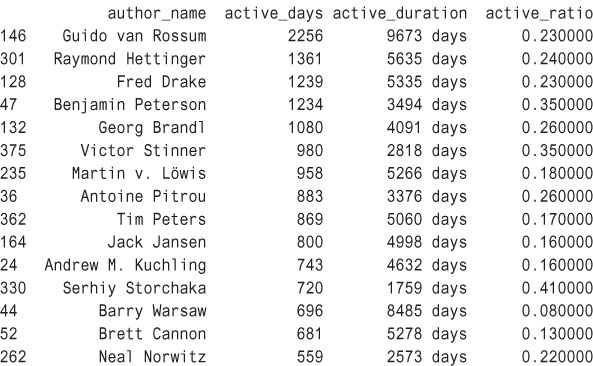 author_name active_days active_duration active_ratio
146 Guido van Rossum 2256 9673 days 0.230000
301 Raymond Hettinger 1361 5635 days 0.240000
128 Fred Drake 1239 5335 days 0.230000
47 Benjamin Peterson 1234 3494 days 0.350000
132 Georg Brandl 1080 4091 days 0.260000
375 Victor Stinner 980 2818 days 0.350000
235 Martin v. Löwis 958 5266 days 0.180000
36 Antoine Pitrou 883 3376 days 0.260000
362 Tim Peters 869 5060 days 0.170000
164 Jack Jansen 800 4998 days 0.160000
24 Andrew M. Kuchling 743 4632 days 0.160000
330 Serhiy Storchaka 720 1759 days 0.410000
44 Barry Warsaw 696 8485 days 0.080000
52 Brett Cannon 681 5278 days 0.130000
262 Neal Norwitz 559 2573 days 0.220000